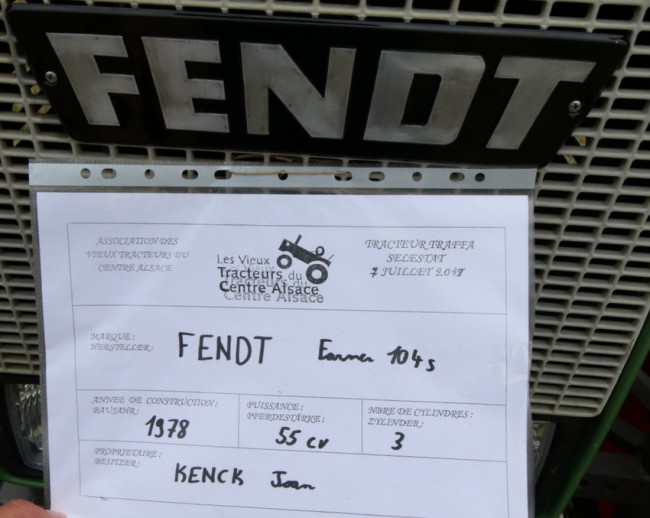 FENDT
ASSOCIATION DES
VIEUX TRACTEURS DU
CENTRE ALSACE
Les Vieux
Tracteurs du
Centre Alsace
TRACTEUR TRAFFA
SELESTAT
7 JUILLET
MARQUE:
HERSTELLER:
FENDT Farmer 104s
ANNEE DE CONSTRUCTION:
BAUJAHR:
1978
PUISSANCE:
PFERDESTÄRKE:
55 cv
NBRE DE CYLINDRES:
ZYLINDER:
3
PROPRIETAIRE:
BESITZER:
KENCK Jean